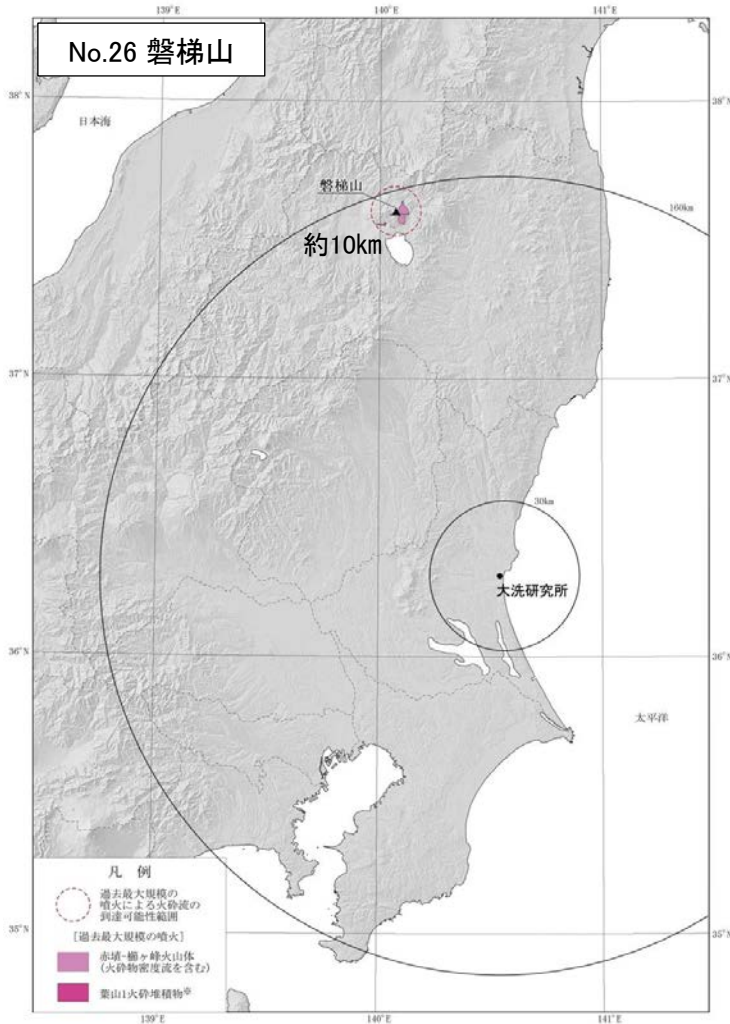 139°E
140°E
141°E
No.26 磐梯山
38°N
38°N
日本海
磐梯山
160km
約10km
37°N
37°N
30km
大洗研究所
36°N
36°N
太平洋
凡 例
過去最大規模の
噴火による火砕流の
到達可能性範囲
[過去最大規模の噴火]
赤埴-櫛ヶ峰火山体
(火砕物密度流を含む)
葉山1火砕堆積物※
35°N
35°N
139°E
140°E
141°E